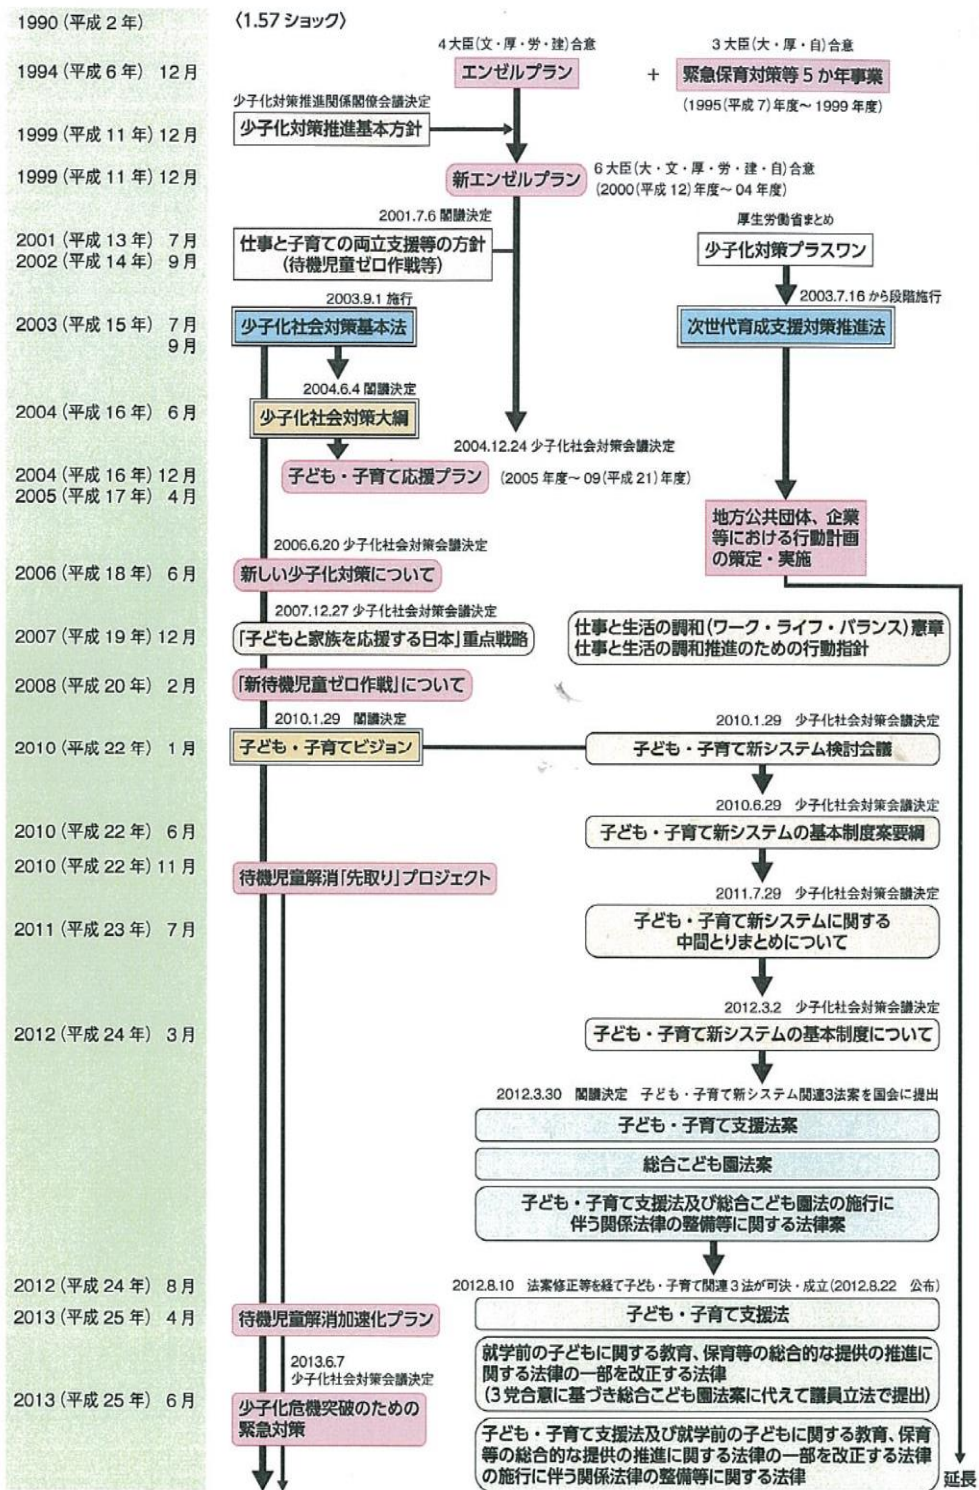 1990(平成2年)
〈1.57ショック〉
4大臣(文・厚・労・建)合意
3大臣(大・厚・自)合意
1994(平成6年) 12月
エンゼルプラン
+
緊急保育対策等5か年事業
(1995(平成7)年度〜1999年度)
少子化対策推進関係閣僚会議決定
1999(平成11年)12月
少子化対策推進基本方針
1999(平成11年)12月
新エンゼルプラン
6大臣(大・文・厚・労・建・自)合意
(2000(平成12)年度〜04年度)
2001.7.6 閣議決定
厚生労働省まとめ
2001(平成13年) 7月
2002(平成14年) 9月
仕事と子育ての両立支援等の方針
(待機児童ゼロ作戦等)
少子化対策プラスワン
2003.9.1 施行
2003.7.16から段階施行
2003(平成15年) 7月
9月
少子化社会対策基本法
次世代育成支援対策推進法
2004.6.4 閣議決定
2004(平成16年) 6月
少子化社会対策大綱
2004.12.24 少子化社会対策会議決定
2004(平成16年)12月
2005(平成17年) 4月
子ども・子育て応援プラン
(2005年度〜09(平成21)年度)
地方公共団体、企業
等における行動計画
の策定・実施
2006.6.20 少子化社会対策会議決定
2006(平成18年) 6月
新しい少子化対策について
2007.12.27 少子化社会対策会議決定
2007(平成19年)12月
「子どもと家族を応援する日本」重点戦略
仕事と生活の調和(ワーク・ライフ・バランス)憲章
仕事と生活の調和推進のための行動指針
2008(平成20年) 2月
「新待機児童ゼロ作戦」について
2010.1.29 閣議決定
2010.1.29 少子化社会対策会議決定
2010(平成22年) 1月
子ども・子育てビジョン
子ども・子育て新システム検討会議
2010.6.29 少子化社会対策会議決定
2010(平成22年) 6月
子ども・子育て新システムの基本制度案要綱
2010(平成22年)11月
待機児童解消「先取り」プロジェクト
2011.7.29 少子化社会対策会議決定
2011(平成23年) 7月
子ども・子育て新システムに関する
中間とりまとめについて
2012.3.2 少子化社会対策会議決定
2012(平成24年) 3月
子ども・子育て新システムの基本制度について
2012.3.30 閣議決定 子ども・子育て新システム関連3法案を国会に提出
子ども・子育て支援法案
総合こども園法案
子ども・子育て支援法及び総合こども園法の施行に
伴う関係法律の整備等に関する法律案
2012(平成24年) 8月
2012.8.10 法案修正等を経て子ども・子育て関連3法が可決・成立(2012.8.22 公布)
2013(平成25年) 4月
待機児童解消加速化プラン
子ども・子育て支援法
就学前の子どもに関する教育、保育等の総合的な提供の推進に
関する法律の一部を改正する法律
(3党合意に基づき総合こども園法案に代えて議員立法で提出)
2013.6.7
少子化社会対策会議決定
2013(平成25年) 6月
少子化危機突破のための
緊急対策
子ども・子育て支援法及び就学前の子どもに関する教育、保育
等の総合的な提供の推進に関する法律の一部を改正する法律
の施行に伴う関係法律の整備等に関する法律
延長